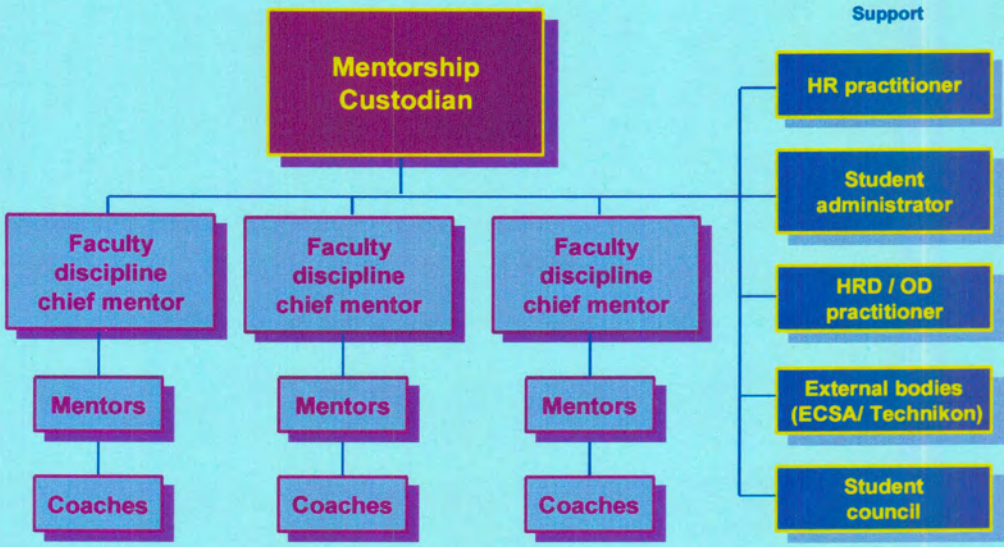 Support
Mentorship
Custodian
HR practitioner
Student
administrator
Faculty
discipline
chief mentor
Faculty
discipline
chief mentor
Faculty
discipline
chief mentor
HRD / OD
practitioner
Mentors
Mentors
Mentors
External bodies
(ECSA/ Technikon)
Coaches
Coaches
Coaches
Student
council